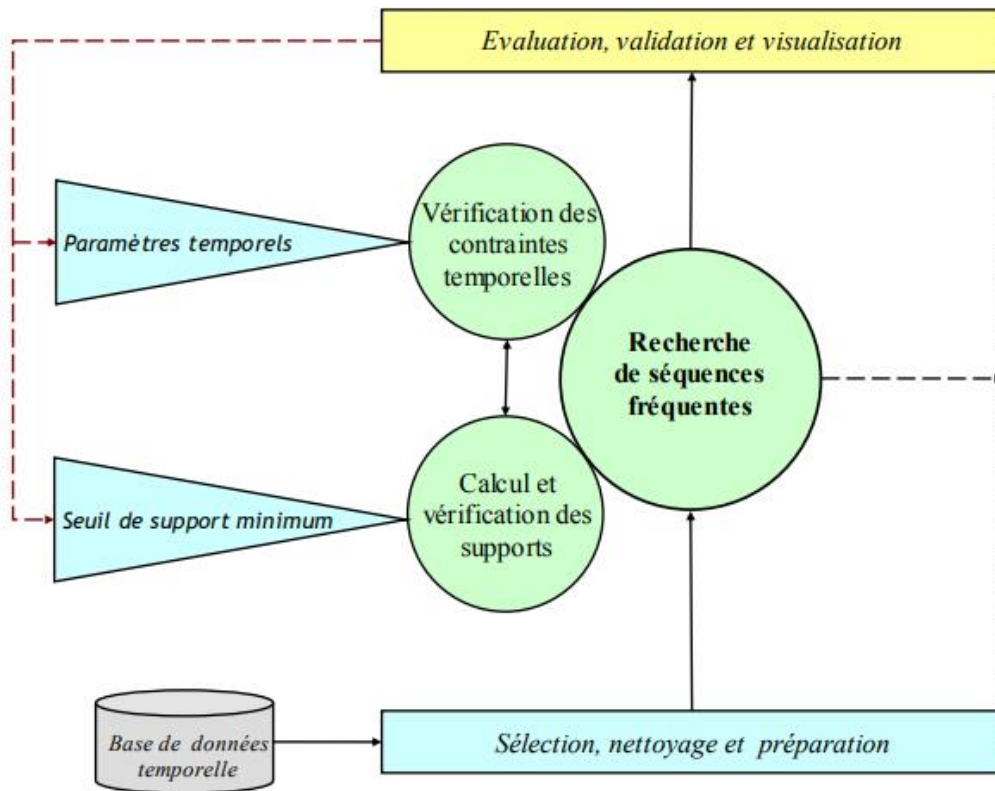 Evaluation, validation et visualisation
Paramètres temporels
Vérification des
contraintes
temporelles
Recherche
de séquences
fréquentes
Seuil de support minimum
Calcul et
vérification des
supports
Base de données
temporelle
Sélection, nettoyage et préparation